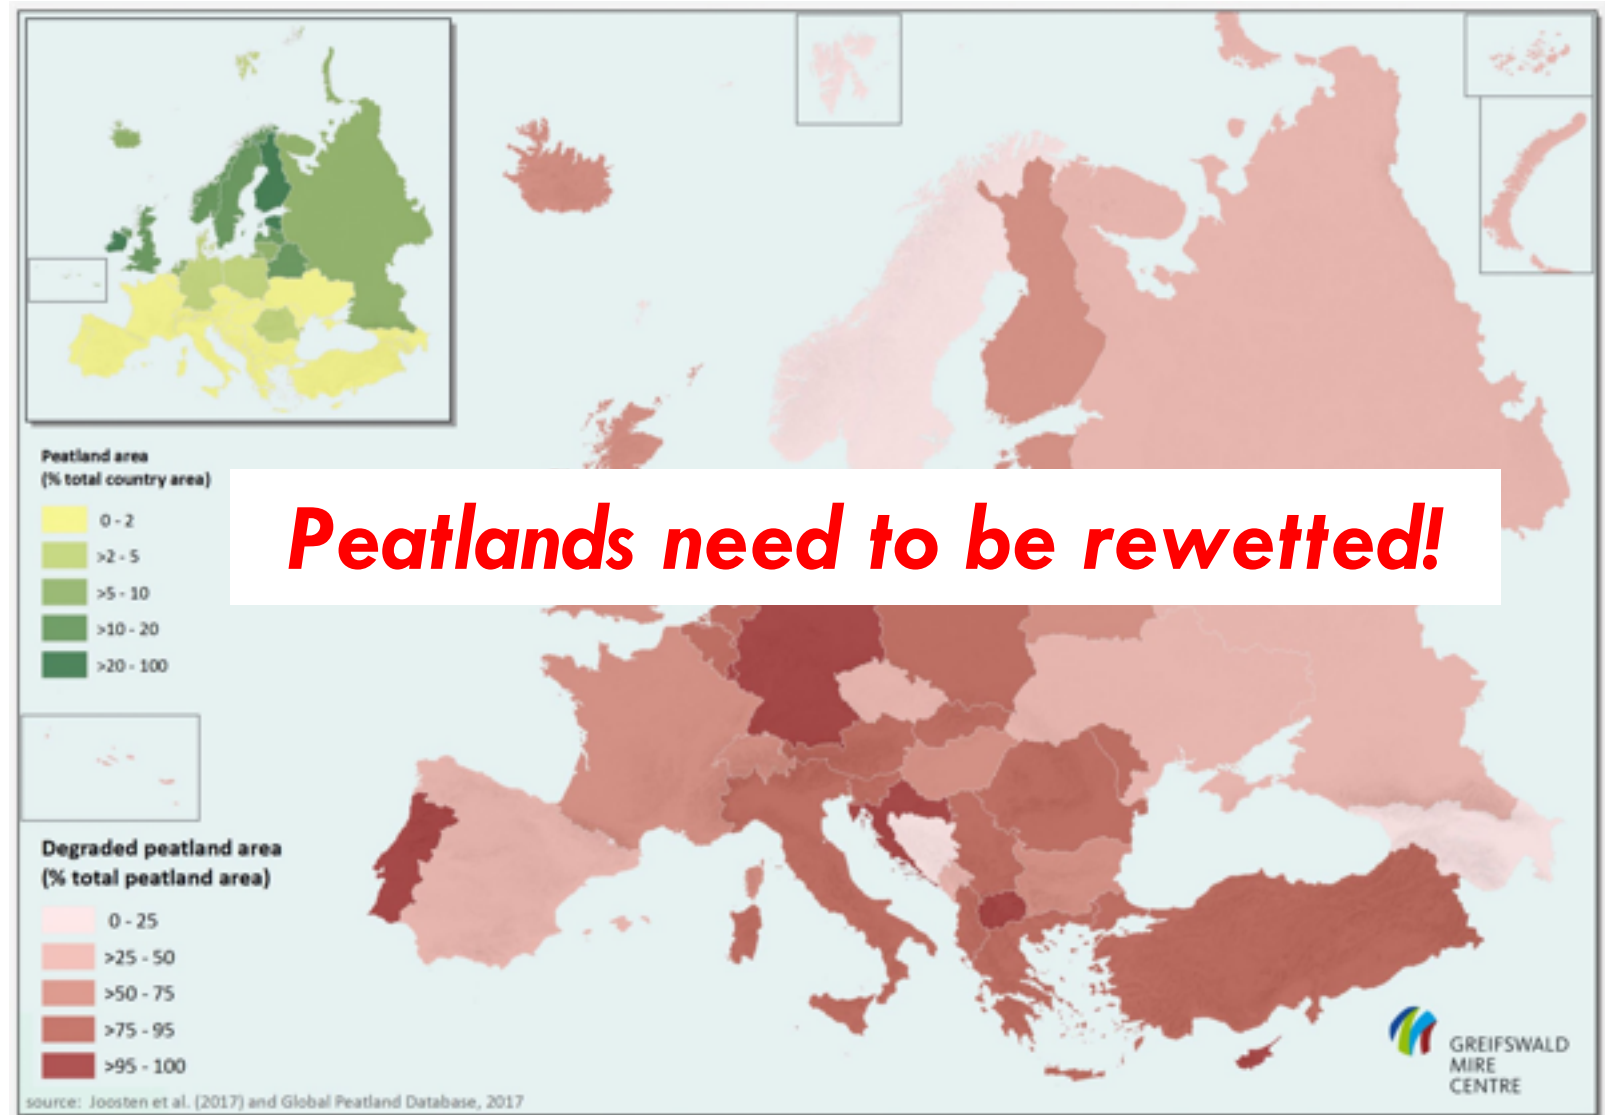 Peatland area
(% total country area)
0 - 2
>2 - 5
>5 - 10
>10 - 20
>20 - 100
Peatlands need to be rewetted!
Degraded peatland area
(% total peatland area)
0 - 25
>25 - 50
>50 - 75
>75 - 95
>95 - 100
GREIFSWALD
MIRE
CENTRE
source: Joosten et al. (2017) and Global Peatland Database, 2017